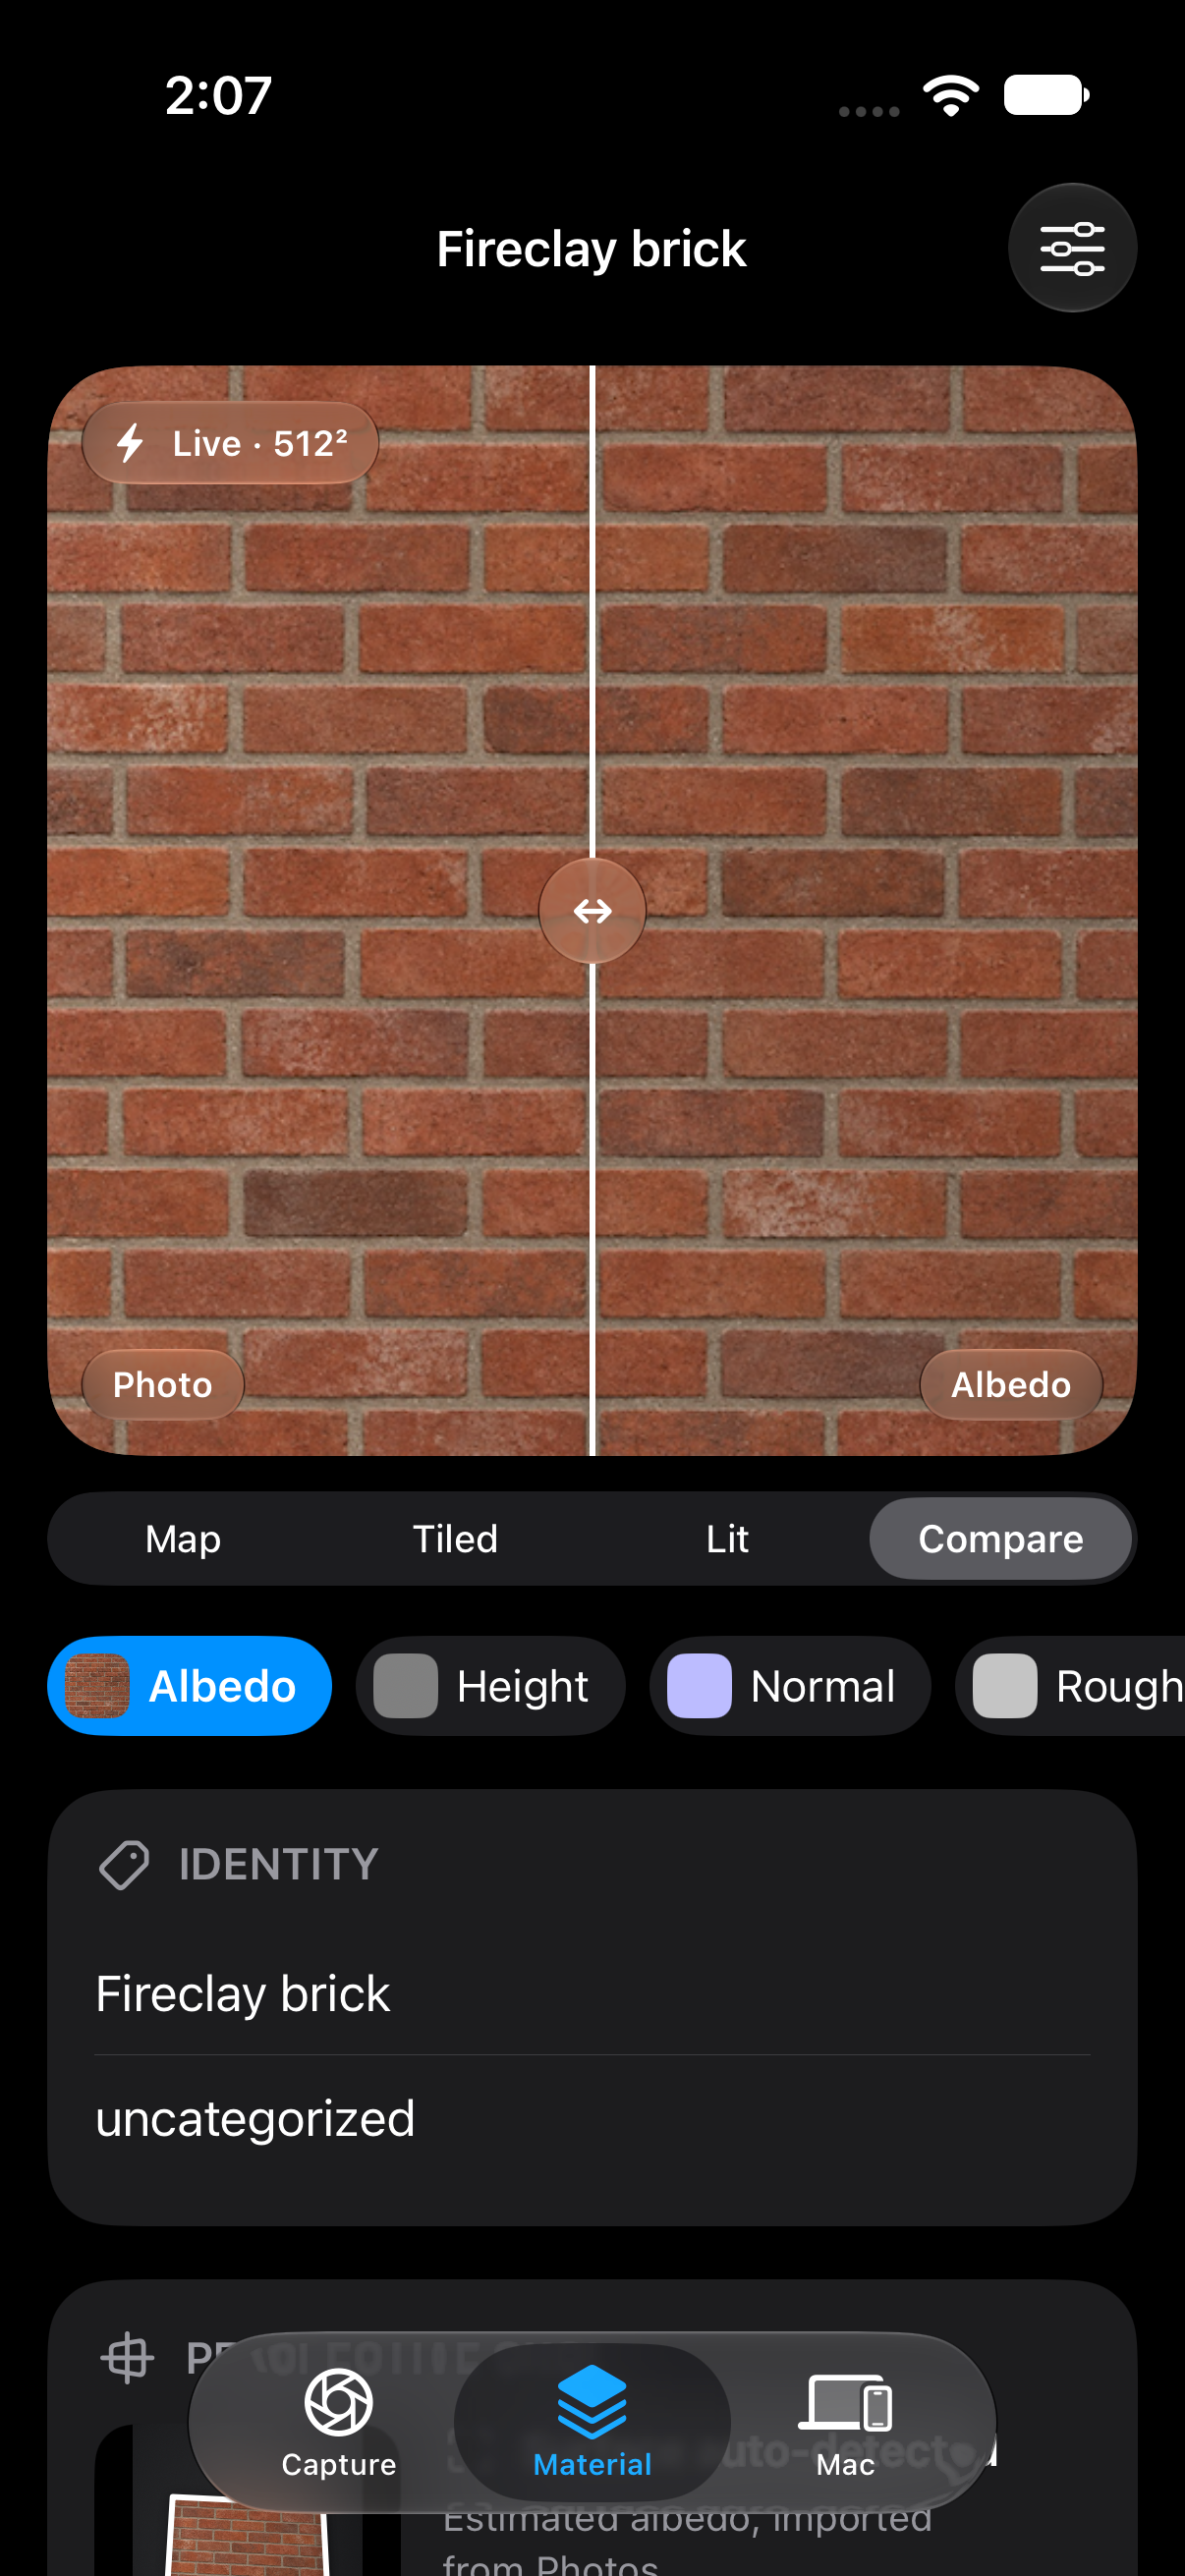 2:07
Fireclay brick
Live · 512²
Photo
Albedo
Map Tiled Lit Compare
Albedo Height Normal Rough
IDENTITY
Fireclay brick
uncategorized
Capture Material Mac
Estimated albedo, imported
from Photos